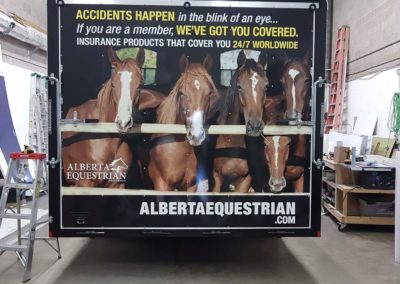 ACCIDENTS HAPPEN in the blink of an eye...
If you are a member, WE'VE GOT YOU COVERED.
INSURANCE PRODUCTS THAT COVER YOU 24/7 WORLDWIDE
ALBERTA
EQUESTRIAN
ALBERTAEQUESTRIAN
.COM